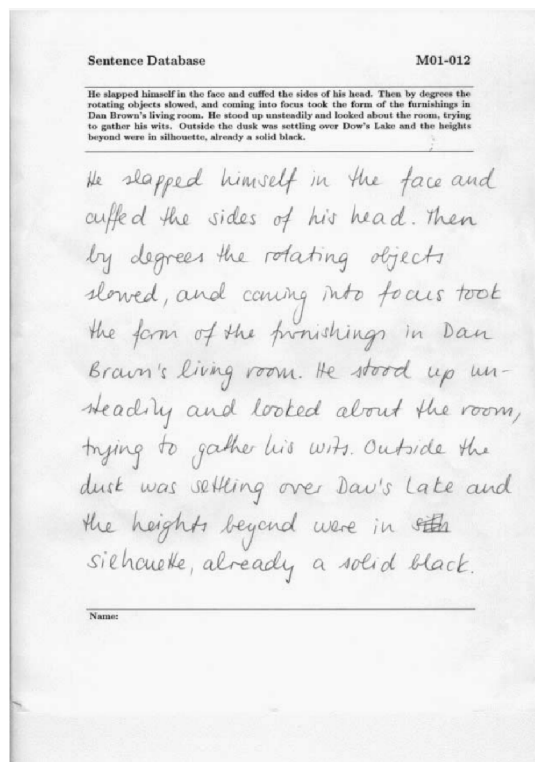 Sentence Database M01-012
He slapped himself in the face and cuffed the sides of his head. Then by degrees the
rotating objects slowed, and coming into focus took the form of the furnishings in
Dan Brown's living room. He stood up unsteadily and looked about the room, trying
to gather his wits. Outside the dusk was settling over Dow's Lake and the heights
beyond were in silhouette, already a solid black.
He slapped himself in the face and
cuffed the sides of his head. Then
by degrees the rotating objects
slowed, and coming into focus took
the form of the furnishings in Dan
Brown's living room. He stood up un-
steadily and looked about the room,
trying to gather his wits. Outside the
dusk was settling over Dow's Lake and
the heights beyond were in
silhouette, already a solid black.
Name: